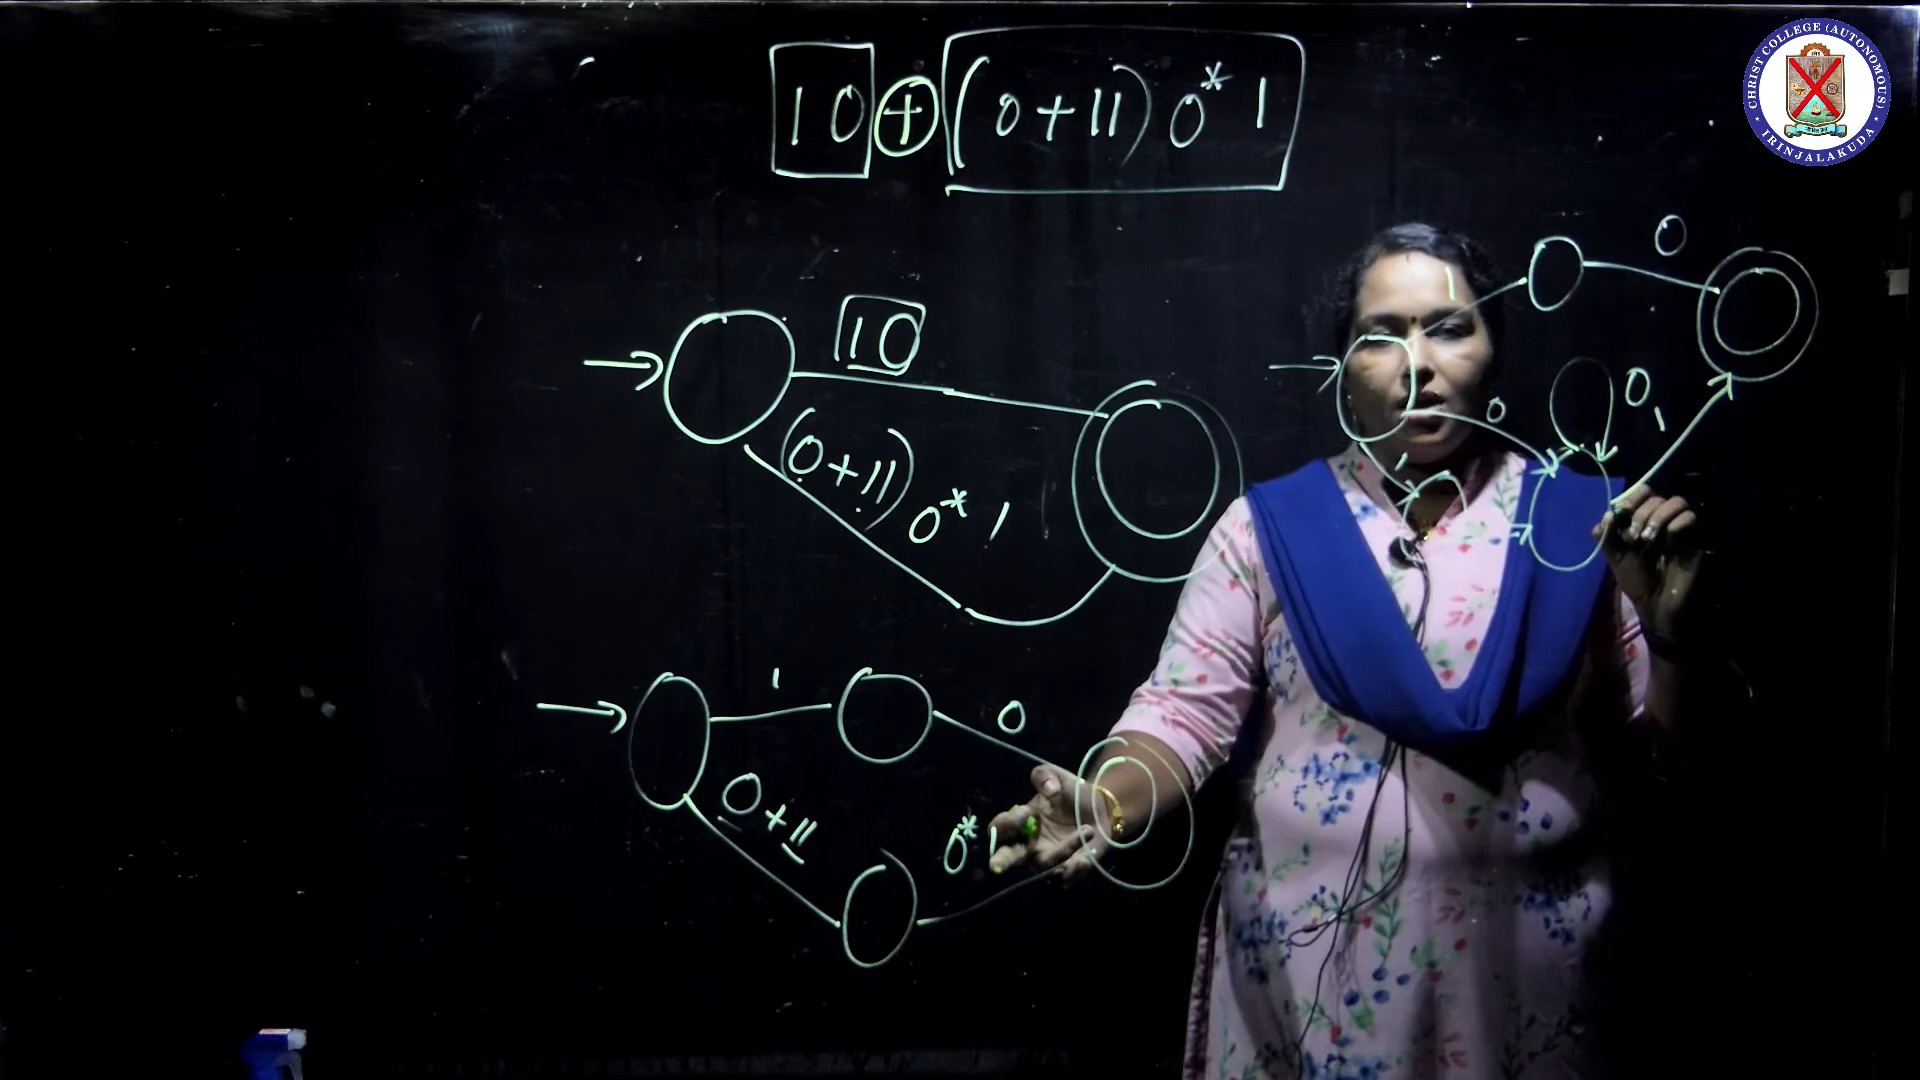 10 + (0+11) 0* 1
CHRIST COLLEGE (AUTONOMOUS)
IRINJALAKUDA
10
(0+11) 0* 1
1
0
0+11
0* 1
1
0
0
0
1
1